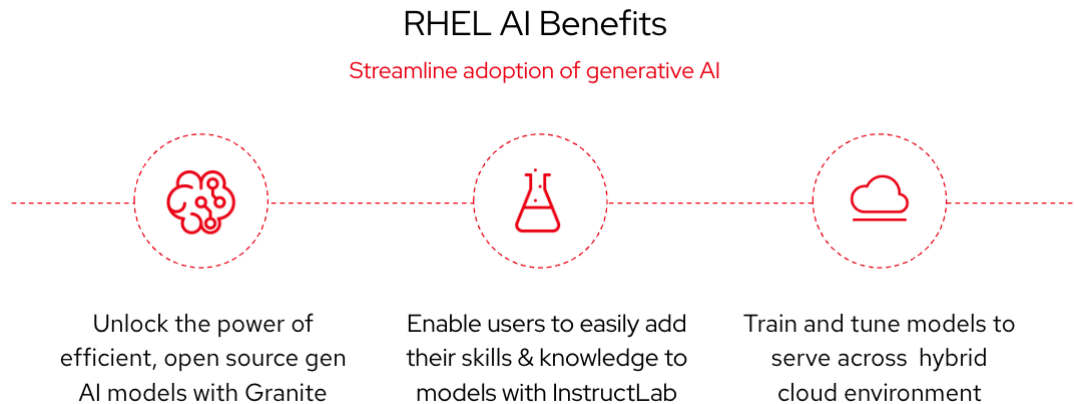 RHEL AI Benefits
Streamline adoption of generative AI
Unlock the power of
efficient, open source gen
AI models with Granite
Enable users to easily add
their skills & knowledge to
models with InstructLab
Train and tune models to
serve across  hybrid
cloud environment